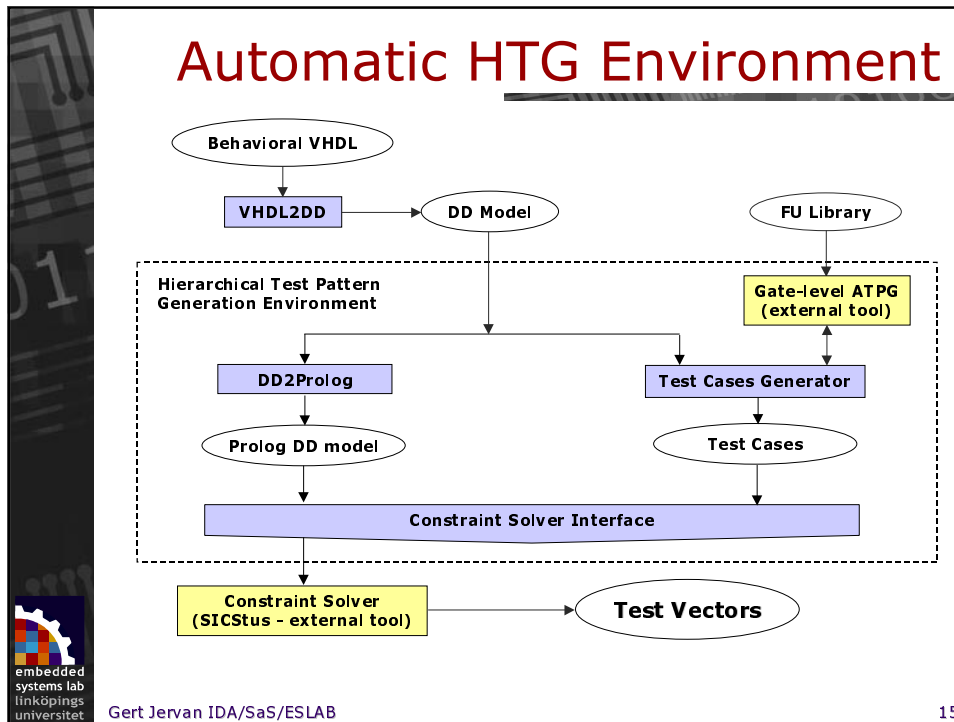 Automatic HTG Environment
Behavioral VHDL
VHDL2DD
DD Model
FU Library
Hierarchical Test Pattern
Generation Environment
Gate-level ATPG
(external tool)
DD2Prolog
Test Cases Generator
Prolog DD model
Test Cases
Constraint Solver Interface
Constraint Solver
(SICStus - external tool)
Test Vectors
embedded
systems lab
linköpings
universitet
Gert Jervan IDA/SaS/ESLAB
15